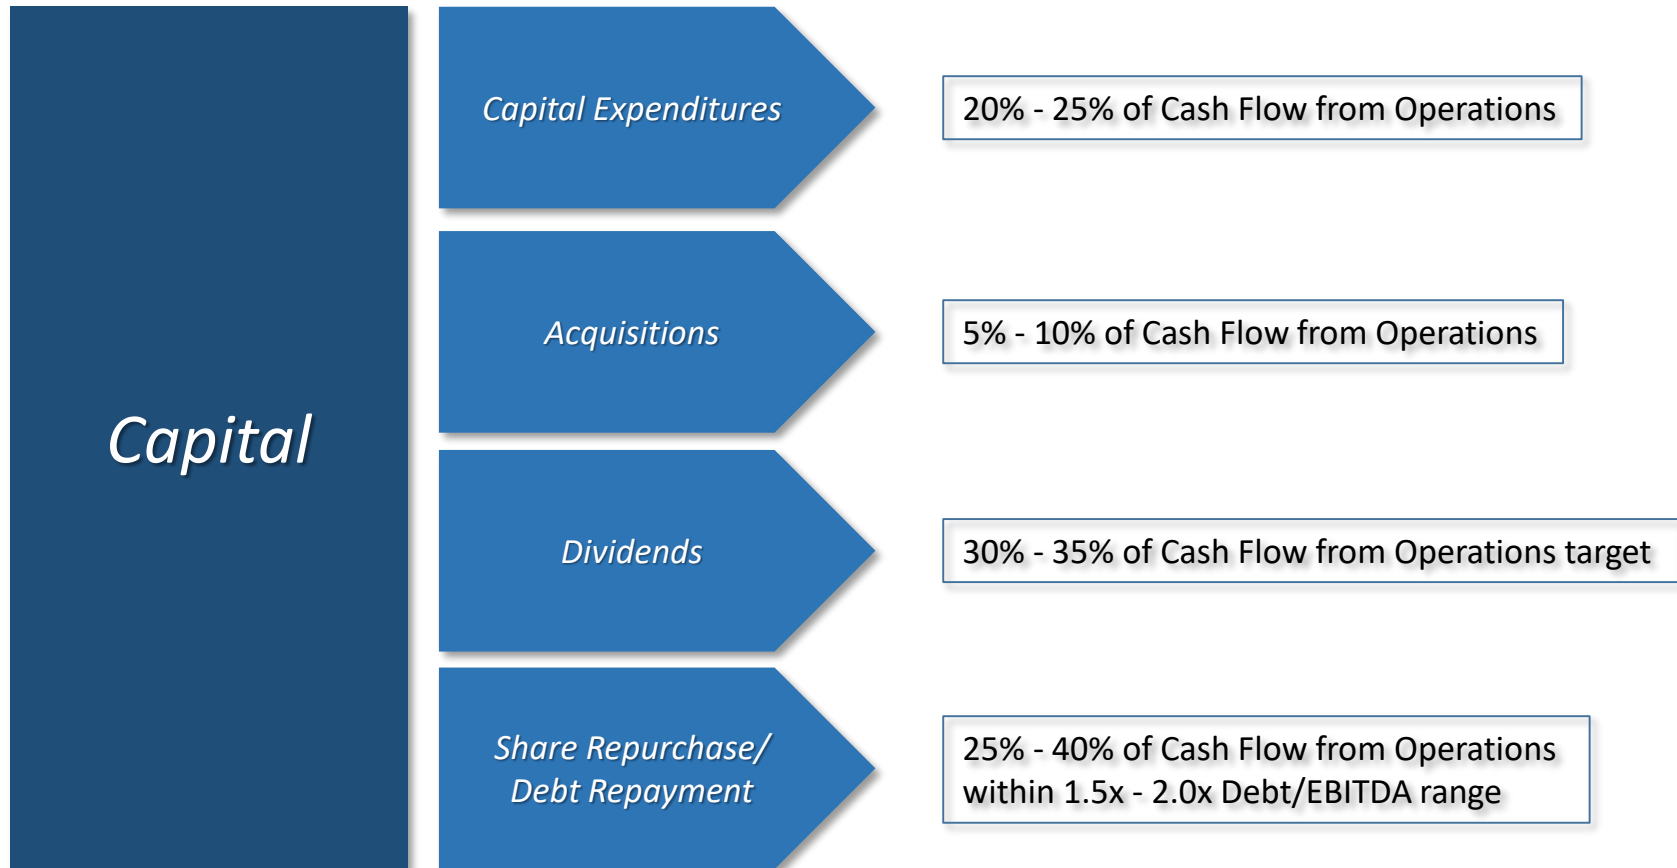 Capital
Capital Expenditures
20% - 25% of Cash Flow from Operations
Acquisitions
5% - 10% of Cash Flow from Operations
Dividends
30% - 35% of Cash Flow from Operations target
Share Repurchase/
Debt Repayment
25% - 40% of Cash Flow from Operations
within 1.5x - 2.0x Debt/EBITDA range